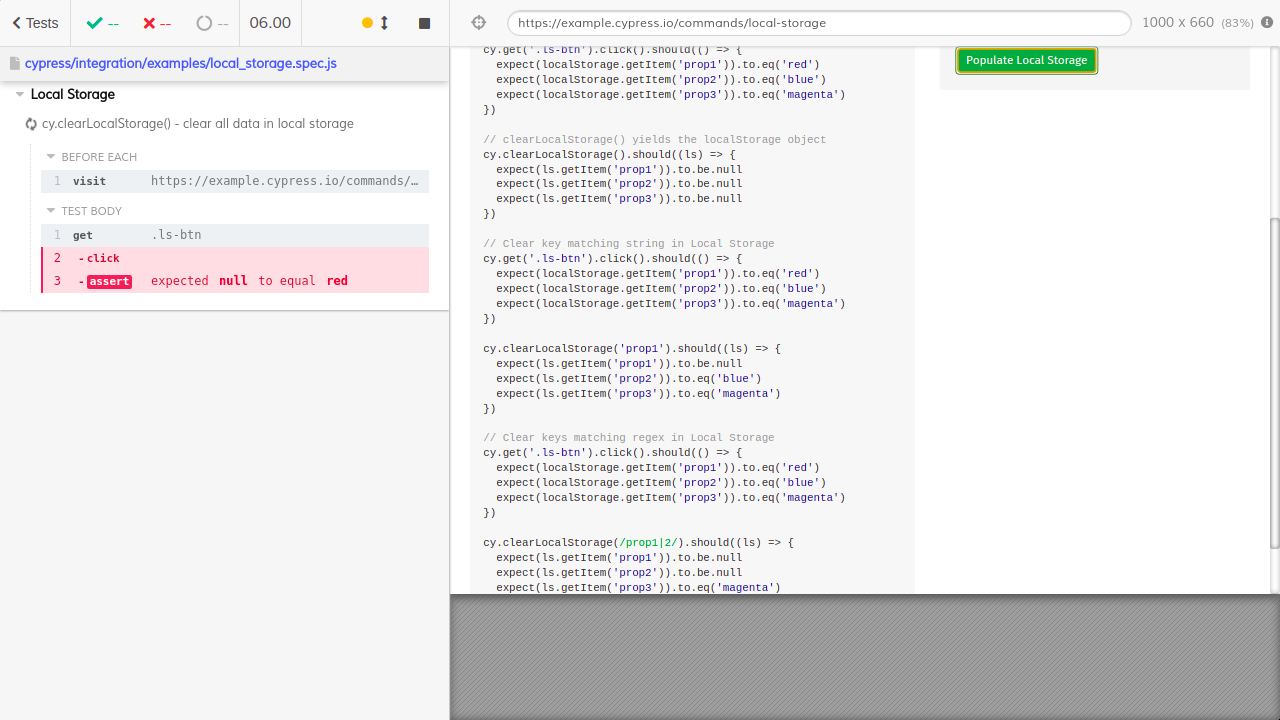 Tests -- -- -- 06.00
cypress/integration/examples/local_storage.spec.js
Local Storage
cy.clearLocalStorage() - clear all data in local storage
BEFORE EACH
1 visit https://example.cypress.io/commands/…
TEST BODY
1 get .ls-btn
2 -click
3 -assert expected null to equal red
https://example.cypress.io/commands/local-storage 1000 x 660 (83%)
cy.get('.ls-btn').click().should(() => {
expect(localStorage.getItem('prop1')).to.eq('red')
expect(localStorage.getItem('prop2')).to.eq('blue')
expect(localStorage.getItem('prop3')).to.eq('magenta')
})
// clearLocalStorage() yields the localStorage object
cy.clearLocalStorage().should((ls) => {
expect(ls.getItem('prop1')).to.be.null
expect(ls.getItem('prop2')).to.be.null
expect(ls.getItem('prop3')).to.be.null
})
// Clear key matching string in Local Storage
cy.get('.ls-btn').click().should(() => {
expect(localStorage.getItem('prop1')).to.eq('red')
expect(localStorage.getItem('prop2')).to.eq('blue')
expect(localStorage.getItem('prop3')).to.eq('magenta')
})
cy.clearLocalStorage('prop1').should((ls) => {
expect(ls.getItem('prop1')).to.be.null
expect(ls.getItem('prop2')).to.eq('blue')
expect(ls.getItem('prop3')).to.eq('magenta')
})
// Clear keys matching regex in Local Storage
cy.get('.ls-btn').click().should(() => {
expect(localStorage.getItem('prop1')).to.eq('red')
expect(localStorage.getItem('prop2')).to.eq('blue')
expect(localStorage.getItem('prop3')).to.eq('magenta')
})
cy.clearLocalStorage(/prop1|2/).should((ls) => {
expect(ls.getItem('prop1')).to.be.null
expect(ls.getItem('prop2')).to.be.null
expect(ls.getItem('prop3')).to.eq('magenta')
Populate Local Storage